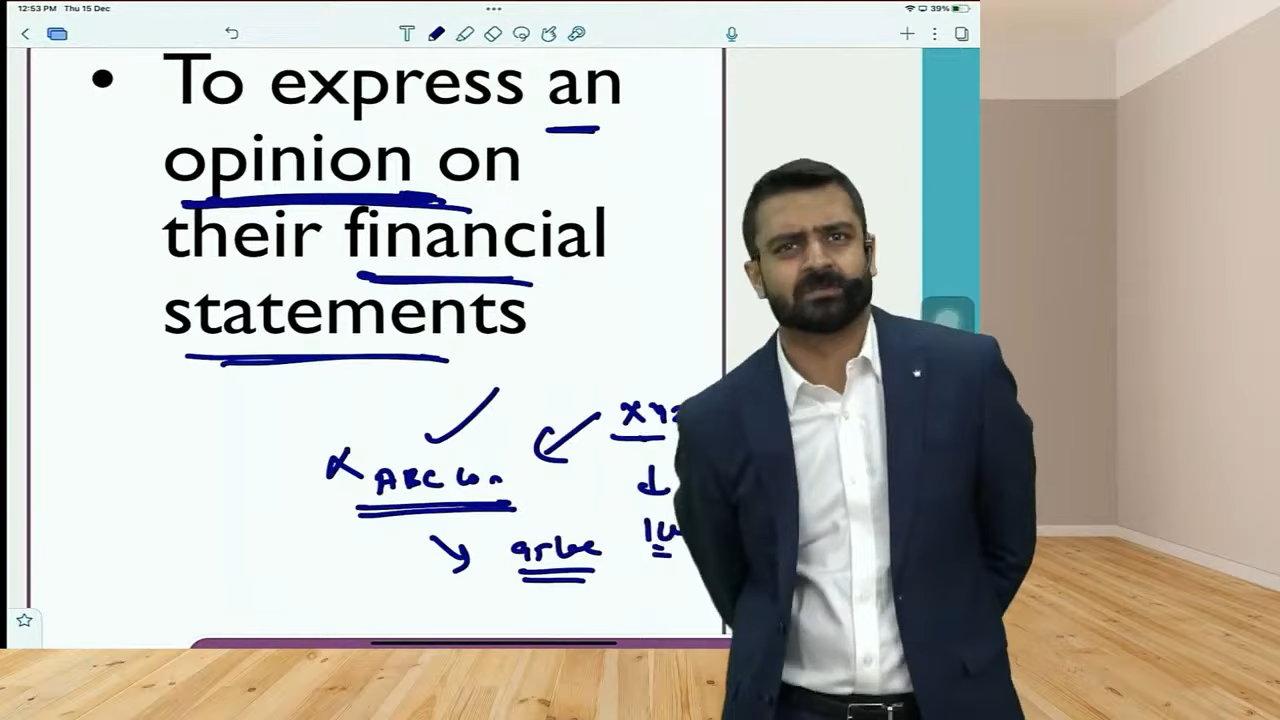 12:53 PM Thu 15 Dec
39%
• To express an
opinion on
their financial
statements
XYZ
ABC Co.